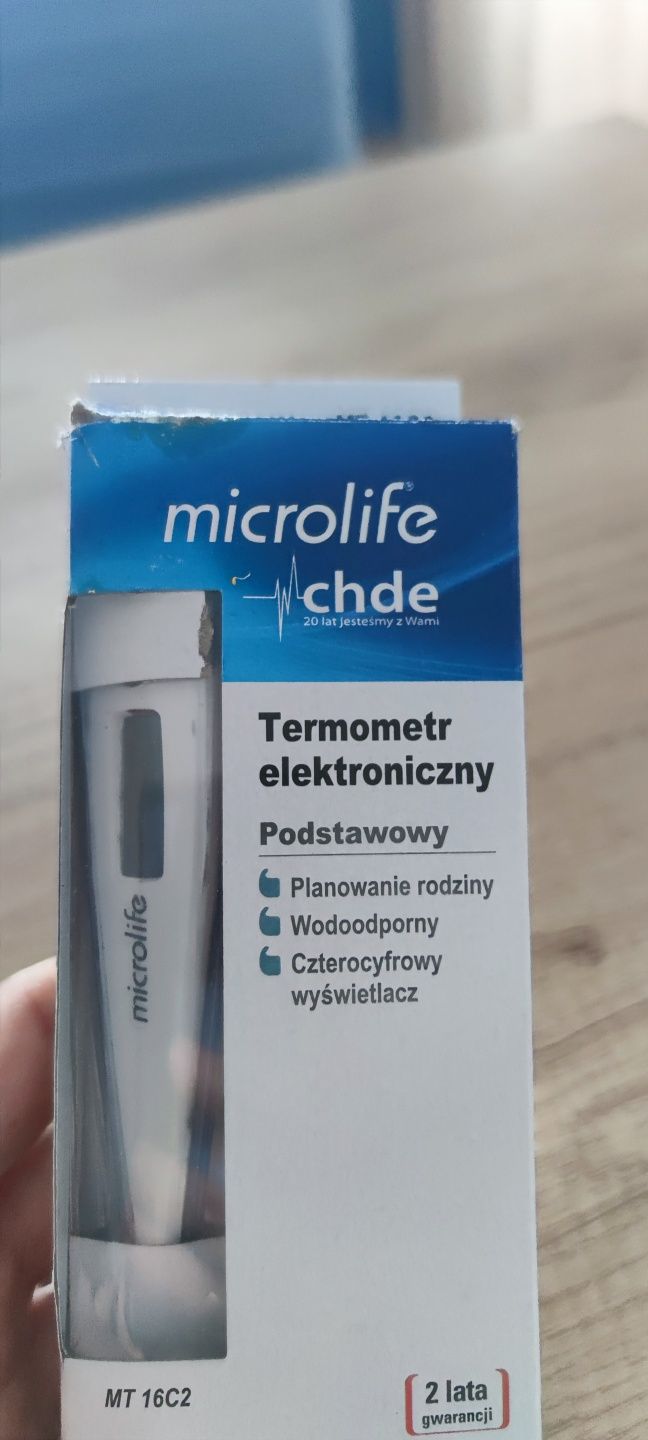 microlife®
chde
20 lat jesteśmy z Wami
Termometr
elektroniczny
Podstawowy
Planowanie rodziny
Wodoodporny
Czterocyfrowy
wyświetlacz
microlife
MT 16C2
2 lata
gwarancji